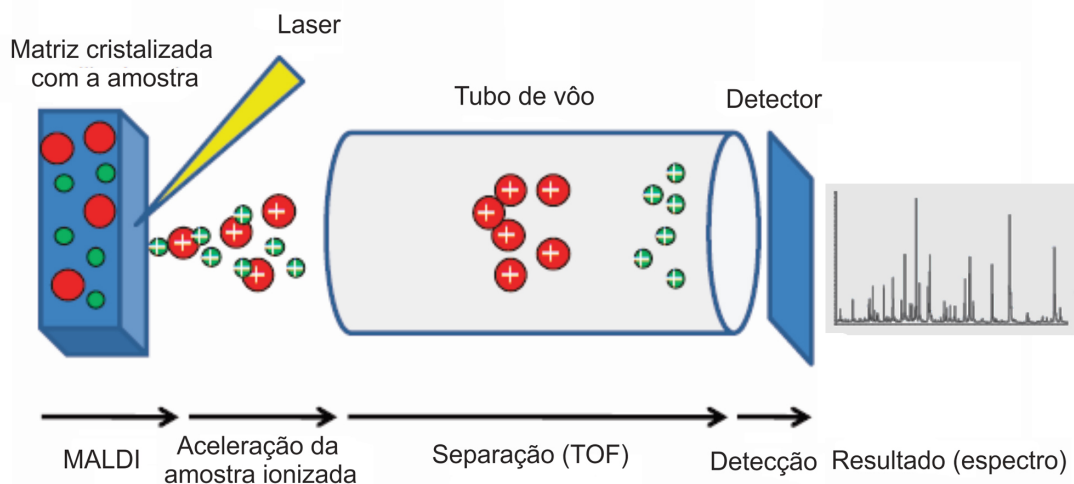 Laser
Matriz cristalizada
com a amostra
Tubo de vôo
Detector
MALDI
Aceleração da
amostra ionizada
Separação (TOF)
Detecção
Resultado (espectro)